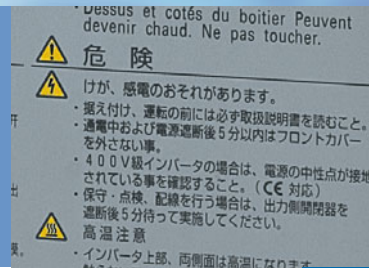 ・Dessus et cotés du boitier Peuvent
devenir chaud. Ne pas toucher.
危 険
けが、感電のおそれがあります。
・据え付け、運転の前には必ず取扱説明書を読むこと。
・通電中および電源遮断後5分以内はフロントカバー
を外さない事。
・400V級インバータの場合は、電源の中性点が接地
されている事を確認すること。(CE 対応)
・保守・点検、配線を行う場合は、出力側開閉器を
遮断後5分待って実施してください。
高温注意
・インバータ上部、両側面は高温になります